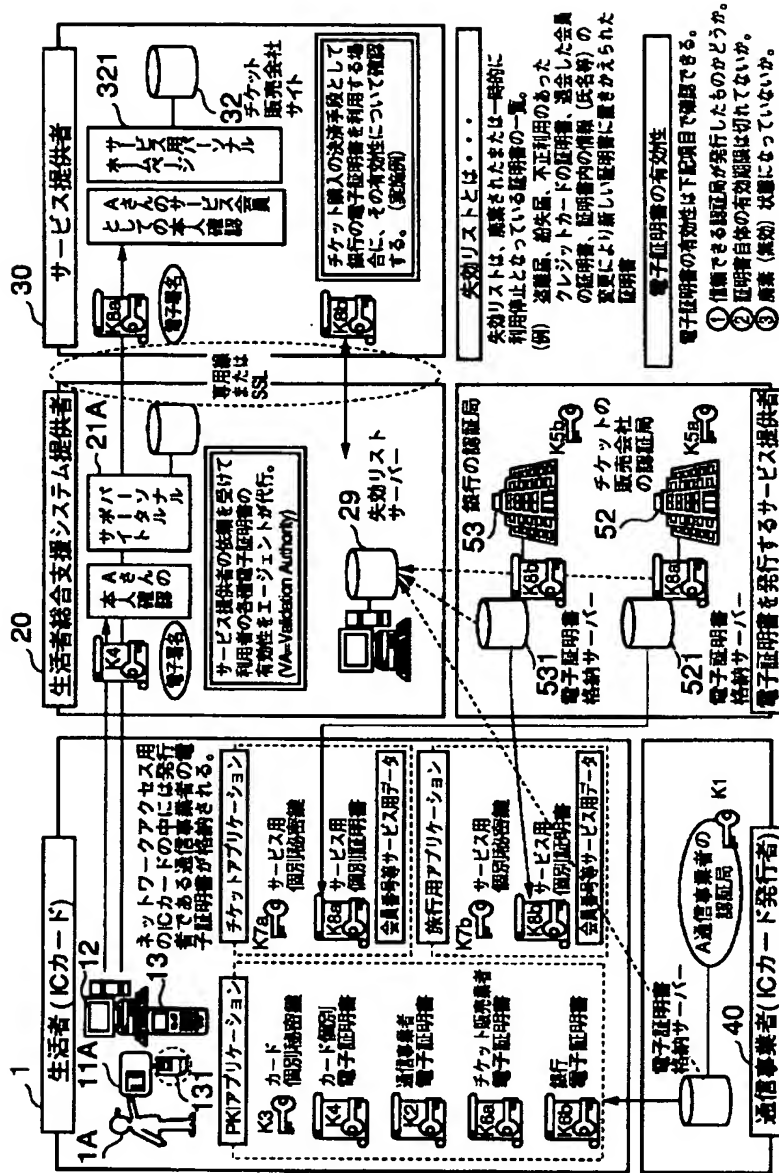 1
生活者(ICカード)
1A
11A
12
13
131
ネットワークアクセス用
のICカードの中には発行
者である通信事業者の電
子証明書が格納される。
PKIアプリケーション
K3
カード
個別秘密鍵
K4
カード個別
電子証明書
K2
通信事業者
電子証明書
K6a
チケット販売業者
電子証明書
K6b
銀行
電子証明書
チケットアプリケーション
K7a
サービス用
個別秘密鍵
K8a
サービス用
個別証明書
会員番号等サービス用データ
旅行用アプリケーション
K7b
サービス用
個別秘密鍵
K8b
サービス用
個別証明書
会員番号等サービス用データ
40
通信事業者(ICカード発行者)
電子証明書
格納サーバー
A通信事業者の
認証局
K1
20
生活者総合支援システム提供者
K4
電子署名
Aさんの
本人確認
21A
サポート
サイトパーソナル
サービス提供者の依頼を受けて
利用者の各種電子証明書の
有効性をエージェントが代行。
(VA=Validation Authority)
29
失効リスト
サーバー
専用線
または
SSL
電子証明書を発行するサービス提供者
531
電子証明書
格納サーバー
K8b
53
銀行の認証局
K5b
521
電子証明書
格納サーバー
K8a
52
チケットの
販売会社
の認証局
K5a
30
サービス提供者
K8a
電子署名
Aさんのサービス会員
としての本人確認
サービス用パーソナル
ホームページ
321
32
チケット
販売会社
サイト
K8b
チケット購入の決済手段として
銀行の電子証明書を利用する場
合に、その有効性について確認
する。 (実施例)
失効リストとは・・・
失効リストは、廃棄されたまたは一時的に
利用停止となっている証明書の一覧。
(例) 盗難届、紛失届、不正利用のあった
クレジットカードの証明書、退会した会員
の証明書、証明書内の情報(氏名等)の
変更により新しい証明書に置きかえられた
証明書
電子証明書の有効性
電子証明書の有効性は下記項目で確認できる。
① 信頼できる認証局が発行したものかどうか。
② 証明書自体の有効期限は切れてないか。
③ 廃棄(無効)状態になっていないか。